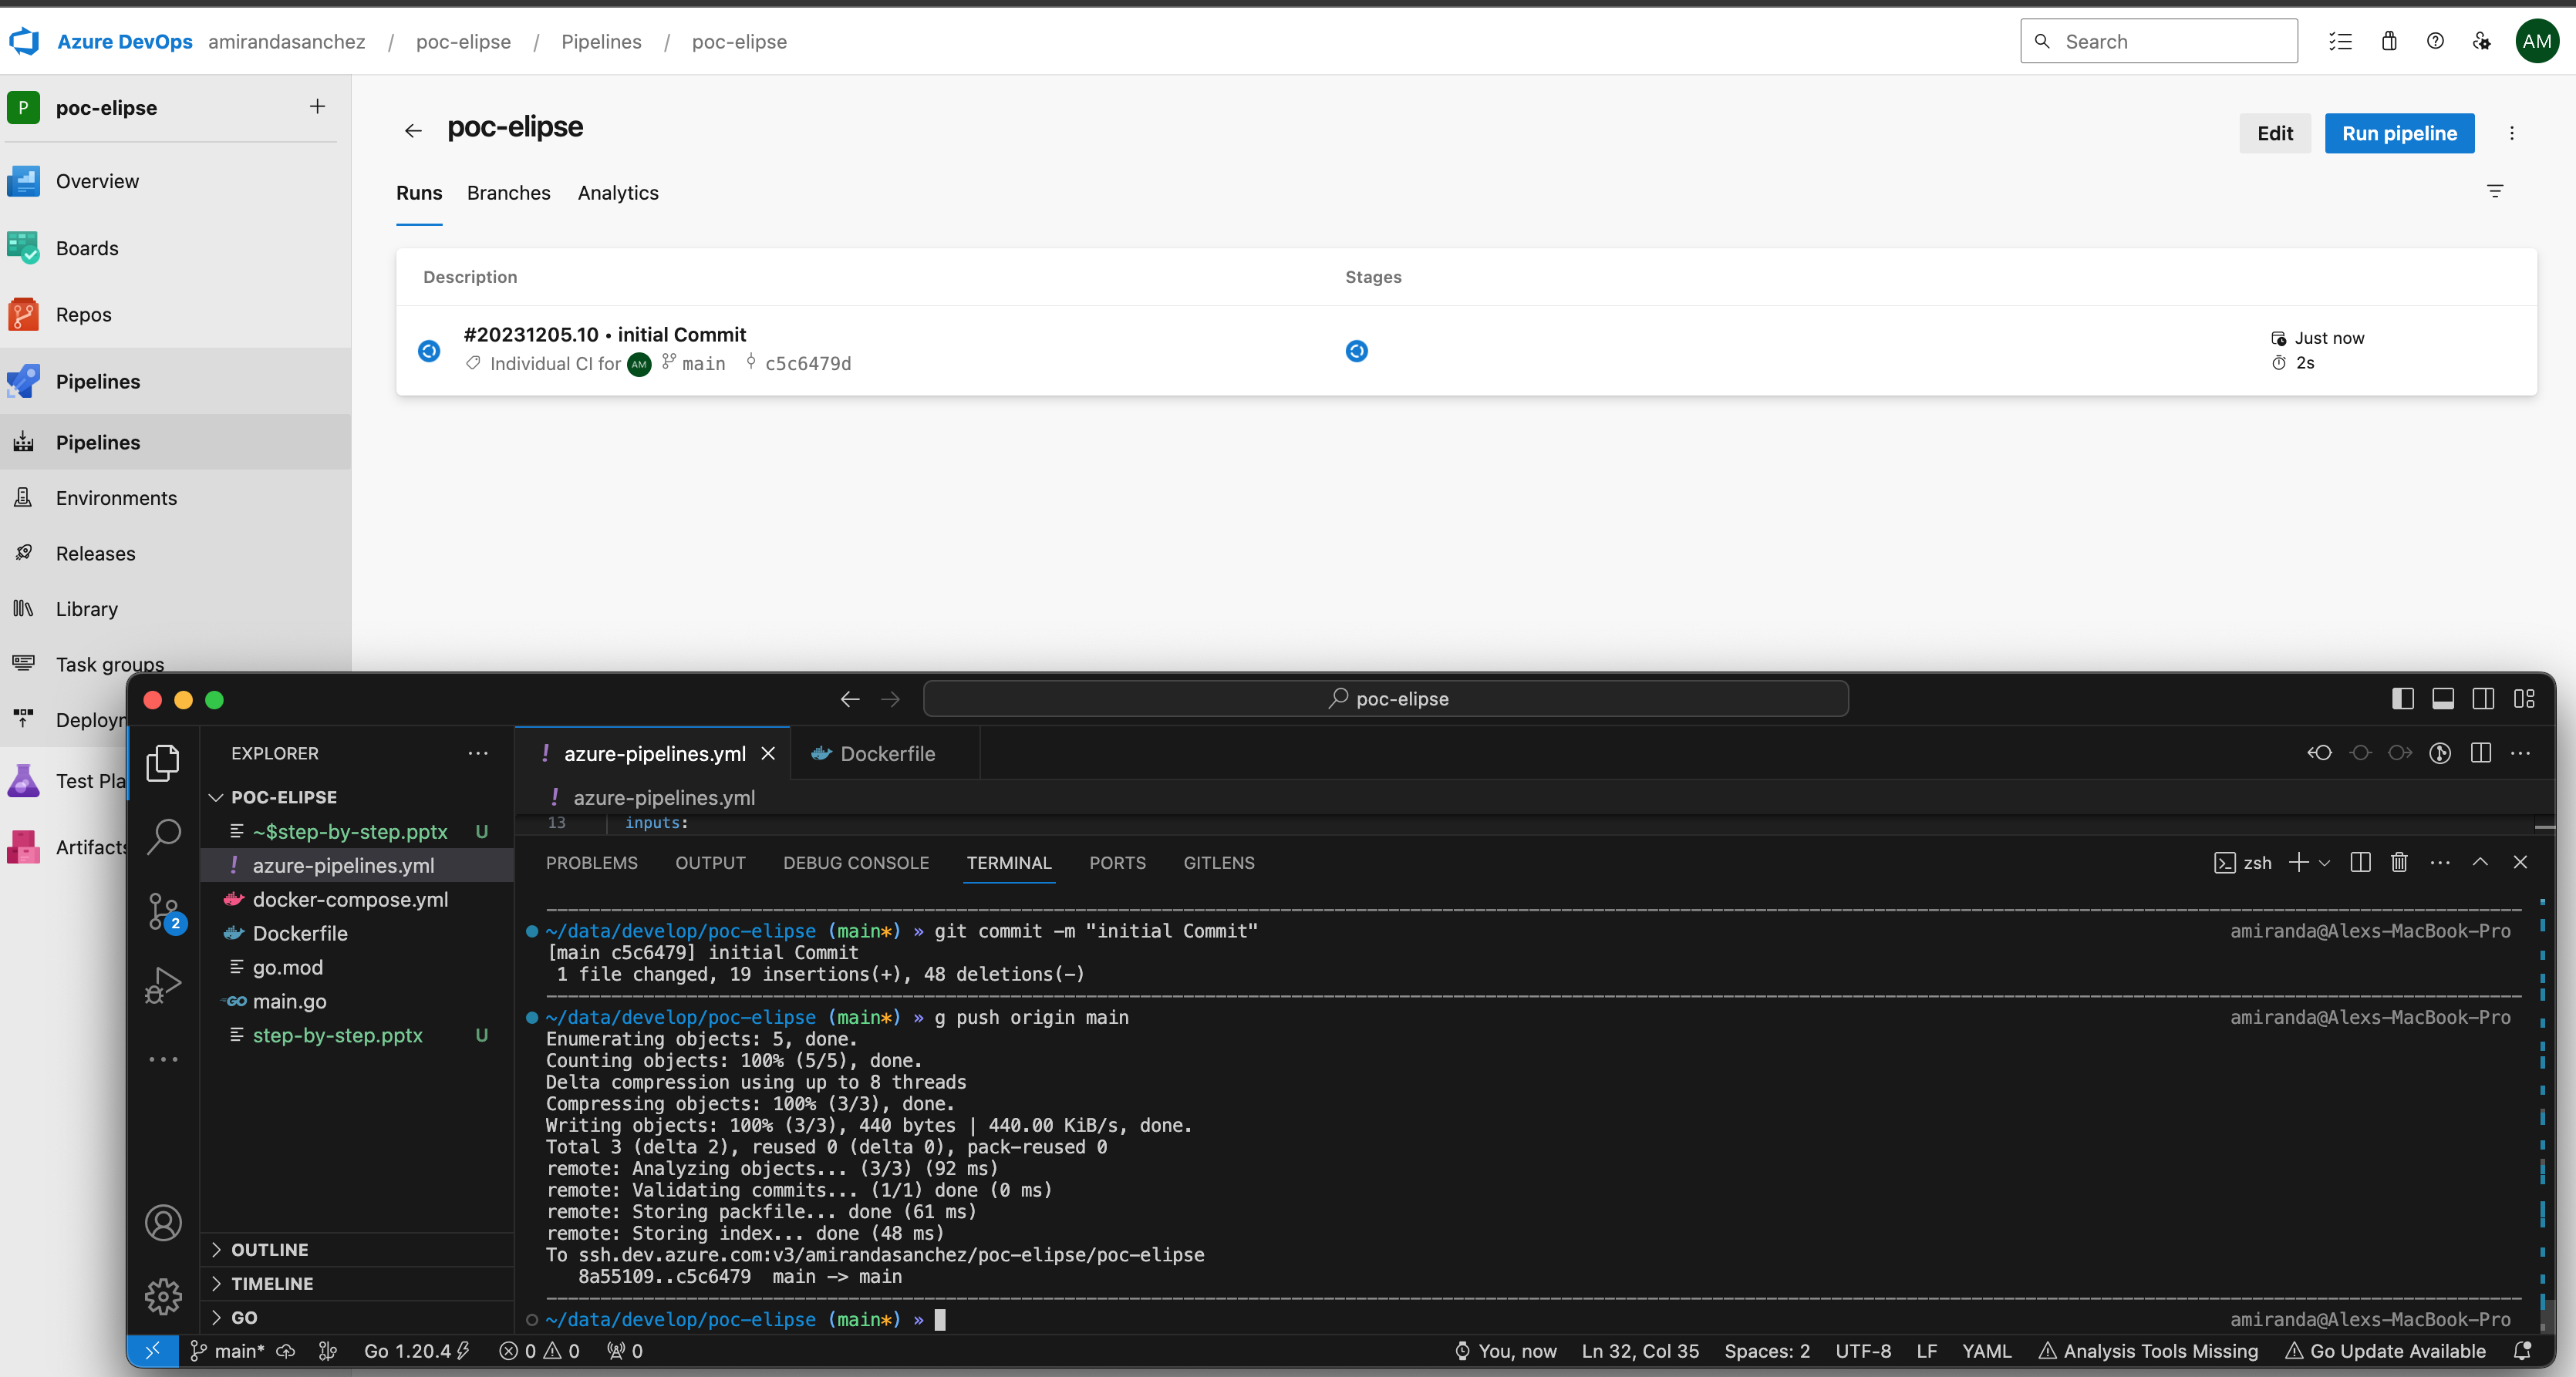 Azure DevOps amirandasanchez / poc-elipse / Pipelines / poc-elipse
Search
AM
P poc-elipse
Overview
Boards
Repos
Pipelines
Pipelines
Environments
Releases
Library
Task groups
Deployn
Test Pla
Artifacts
poc-elipse
Edit
Run pipeline
Runs Branches Analytics
Description Stages
#20231205.10 • initial Commit
Individual CI for AM main c5c6479d
Just now
2s
poc-elipse
EXPLORER
POC-ELIPSE
~$step-by-step.pptx U
! azure-pipelines.yml
docker-compose.yml
Dockerfile
go.mod
GO main.go
step-by-step.pptx U
2
OUTLINE
TIMELINE
GO
! azure-pipelines.yml
Dockerfile
! azure-pipelines.yml
13 inputs:
PROBLEMS OUTPUT DEBUG CONSOLE TERMINAL PORTS GITLENS
zsh
~/data/develop/poc-elipse (main*) » git commit -m "initial Commit" amiranda@Alexs-MacBook-Pro
[main c5c6479] initial Commit
1 file changed, 19 insertions(+), 48 deletions(-)
~/data/develop/poc-elipse (main*) » g push origin main amiranda@Alexs-MacBook-Pro
Enumerating objects: 5, done.
Counting objects: 100% (5/5), done.
Delta compression using up to 8 threads
Compressing objects: 100% (3/3), done.
Writing objects: 100% (3/3), 440 bytes | 440.00 KiB/s, done.
Total 3 (delta 2), reused 0 (delta 0), pack-reused 0
remote: Analyzing objects... (3/3) (92 ms)
remote: Validating commits... (1/1) done (0 ms)
remote: Storing packfile... done (61 ms)
remote: Storing index... done (48 ms)
To ssh.dev.azure.com:v3/amirandasanchez/poc-elipse/poc-elipse
8a55109..c5c6479 main -> main
~/data/develop/poc-elipse (main*) » amiranda@Alexs-MacBook-Pro
main* Go 1.20.4 0 0 0 You, now Ln 32, Col 35 Spaces: 2 UTF-8 LF YAML Analysis Tools Missing Go Update Available